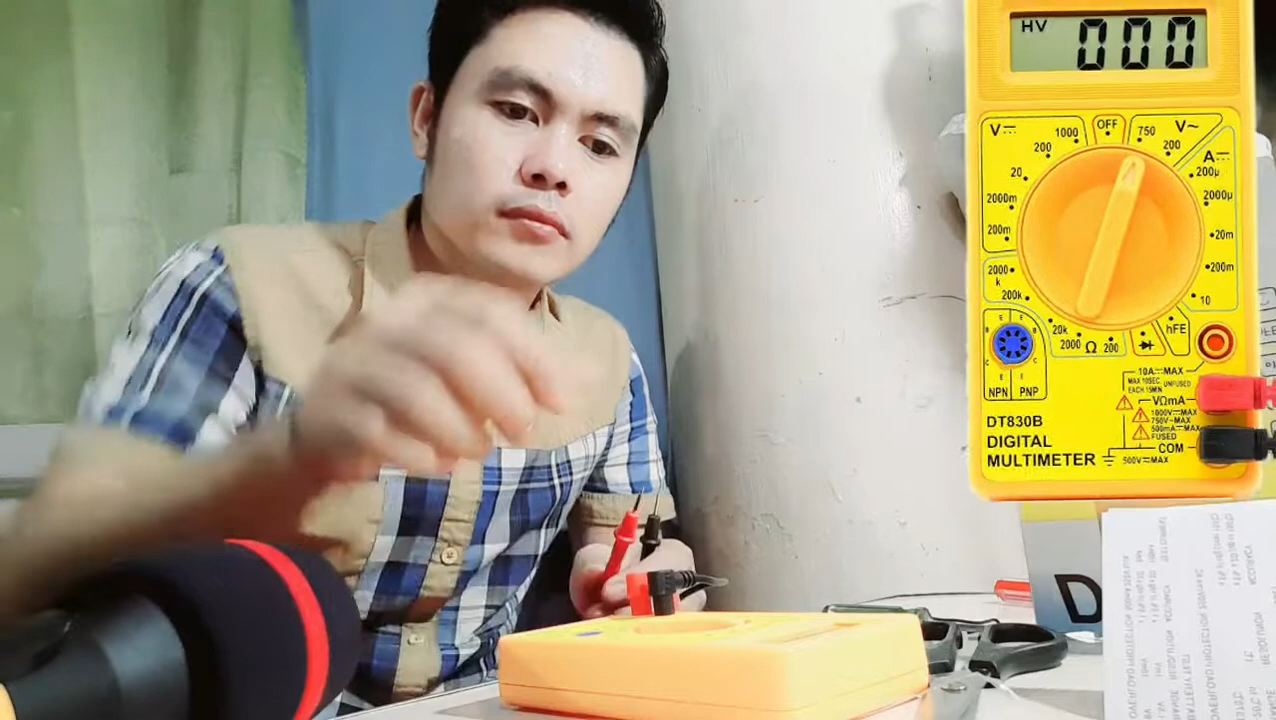 HV 000
V⎓ 1000 OFF 750 V~
200 200
A⎓
20 200µ
2000m 2000µ
200m 20m
2000k 200m
200k 10
20k hFE
2000 Ω 200
E E
B B
C C
E E
NPN PNP
10A⎓MAX
MAX 10SEC. UNFUSED
EACH 15MIN
VΩmA
1000V⎓MAX
750V~MAX
500mA⎓MAX
FUSED
DT830B
DIGITAL COM
MULTIMETER 500V⎓MAX
D